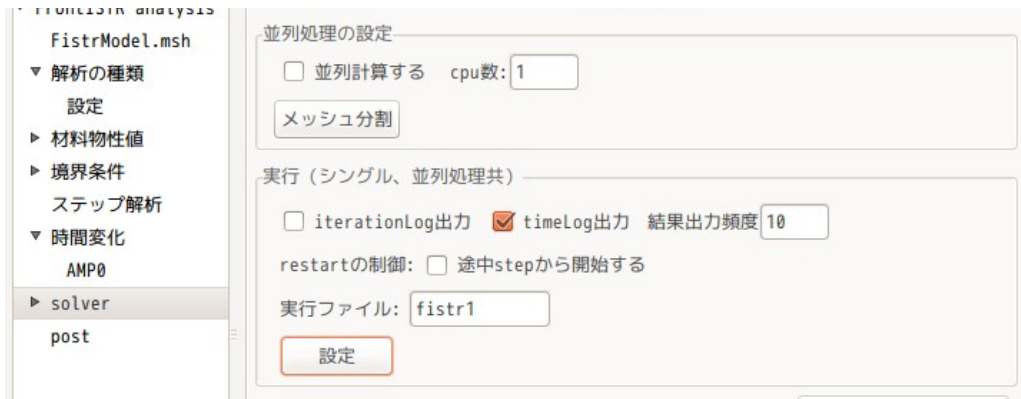 FrontISTR analysis
FistrModel.msh
解析の種類
設定
材料物性値
境界条件
ステップ解析
時間変化
AMP0
solver
post
並列処理の設定
並列計算する cpu数: 1
メッシュ分割
実行（シングル、並列処理共）
iterationLog出力 timeLog出力 結果出力頻度 10
restartの制御: 途中stepから開始する
実行ファイル: fistr1
設定